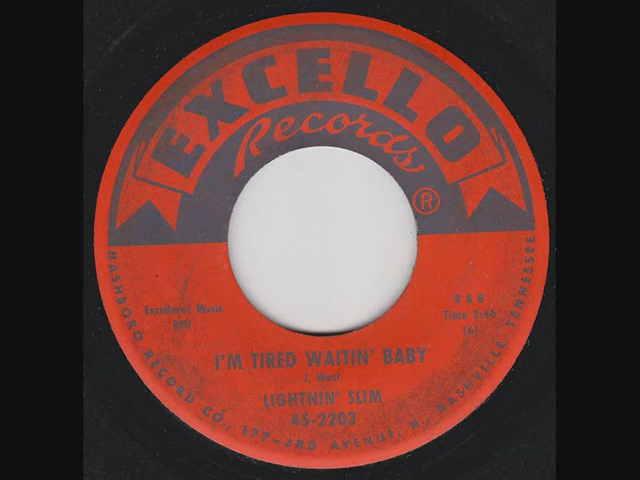 EXCELLO
Records
®
Excellorec Music
BMI
R & B
Time 2:46
(6)
I'M TIRED WAITIN' BABY
J. West
LIGHTNIN' SLIM
45-2203
NASHBORO RECORD CO., 177-3RD AVENUE, N., NASHVILLE, TENNESSEE